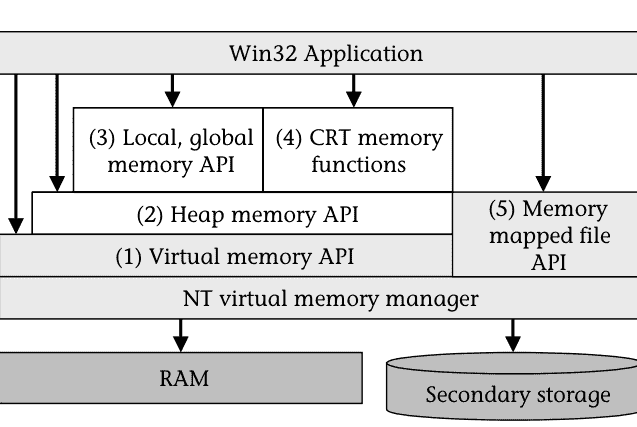 Win32 Application
(3) Local, global
memory API
(4) CRT memory
functions
(2) Heap memory API
(5) Memory
mapped file
API
(1) Virtual memory API
NT virtual memory manager
RAM
Secondary storage